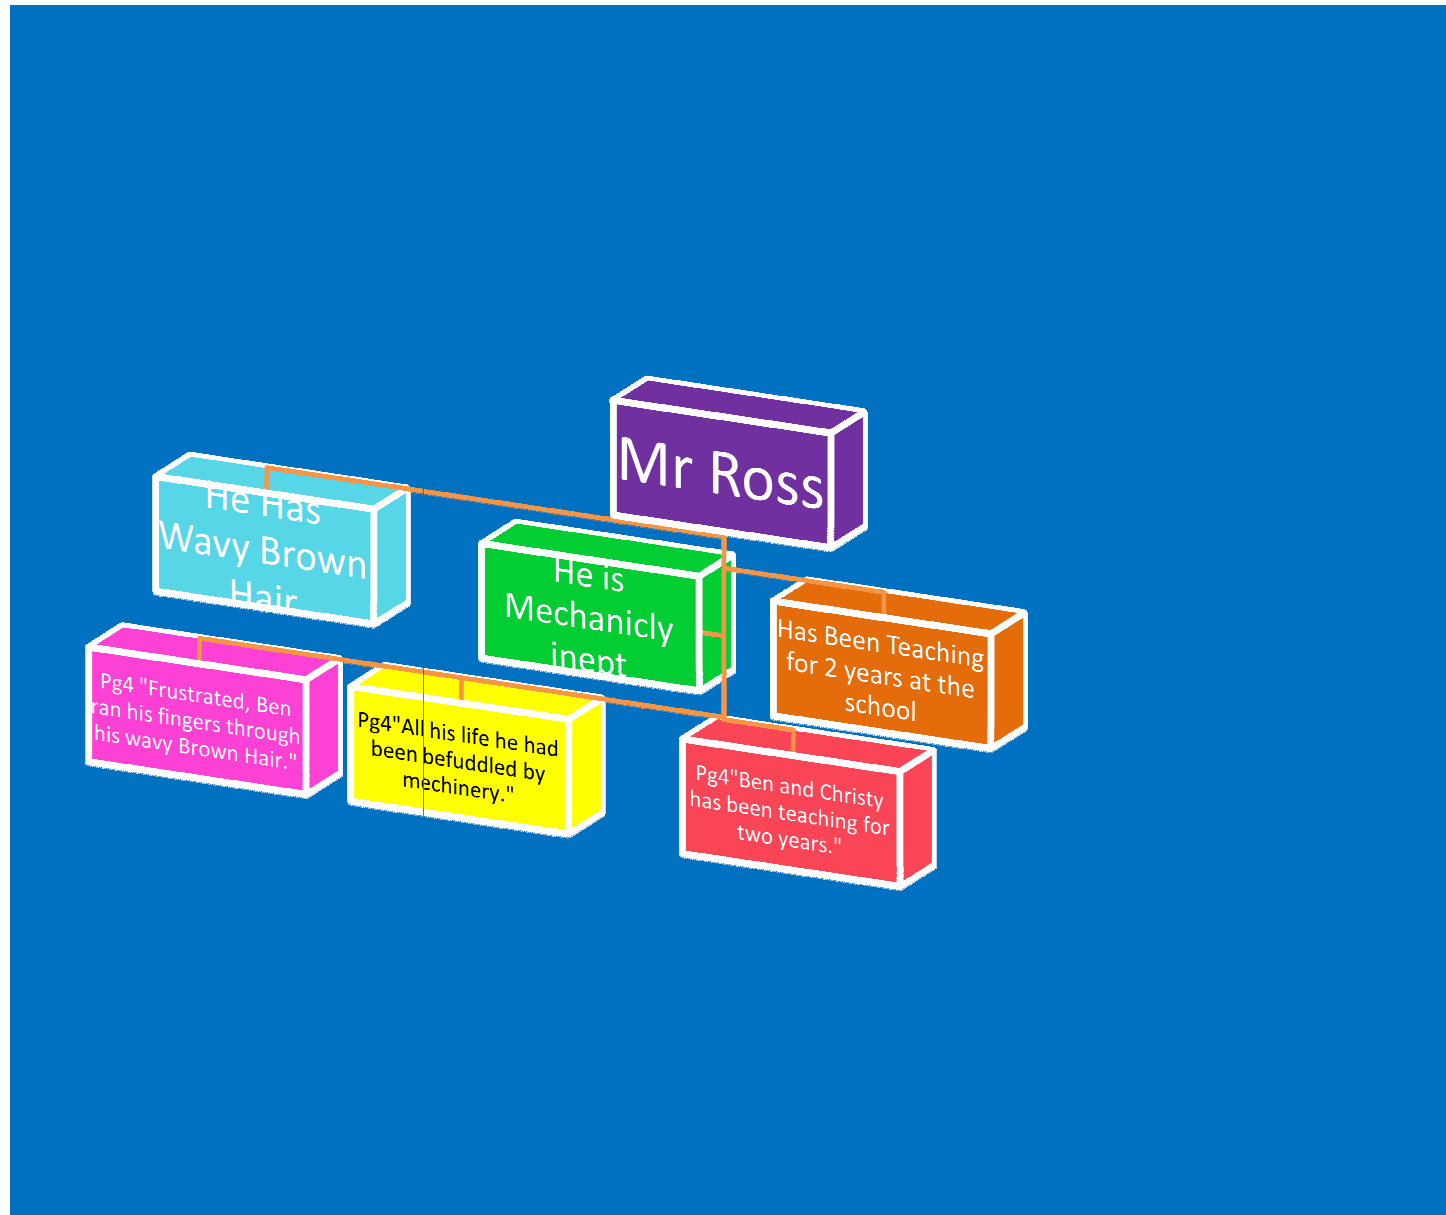 Mr Ross
He Has
Wavy Brown
Hair
He is
Mechanicly
inept
Has Been Teaching
for 2 years at the
school
Pg4 "Frustrated, Ben
ran his fingers through
his wavy Brown Hair."
Pg4"All his life he had
been befuddled by
mechinery."
Pg4"Ben and Christy
has been teaching for
two years."